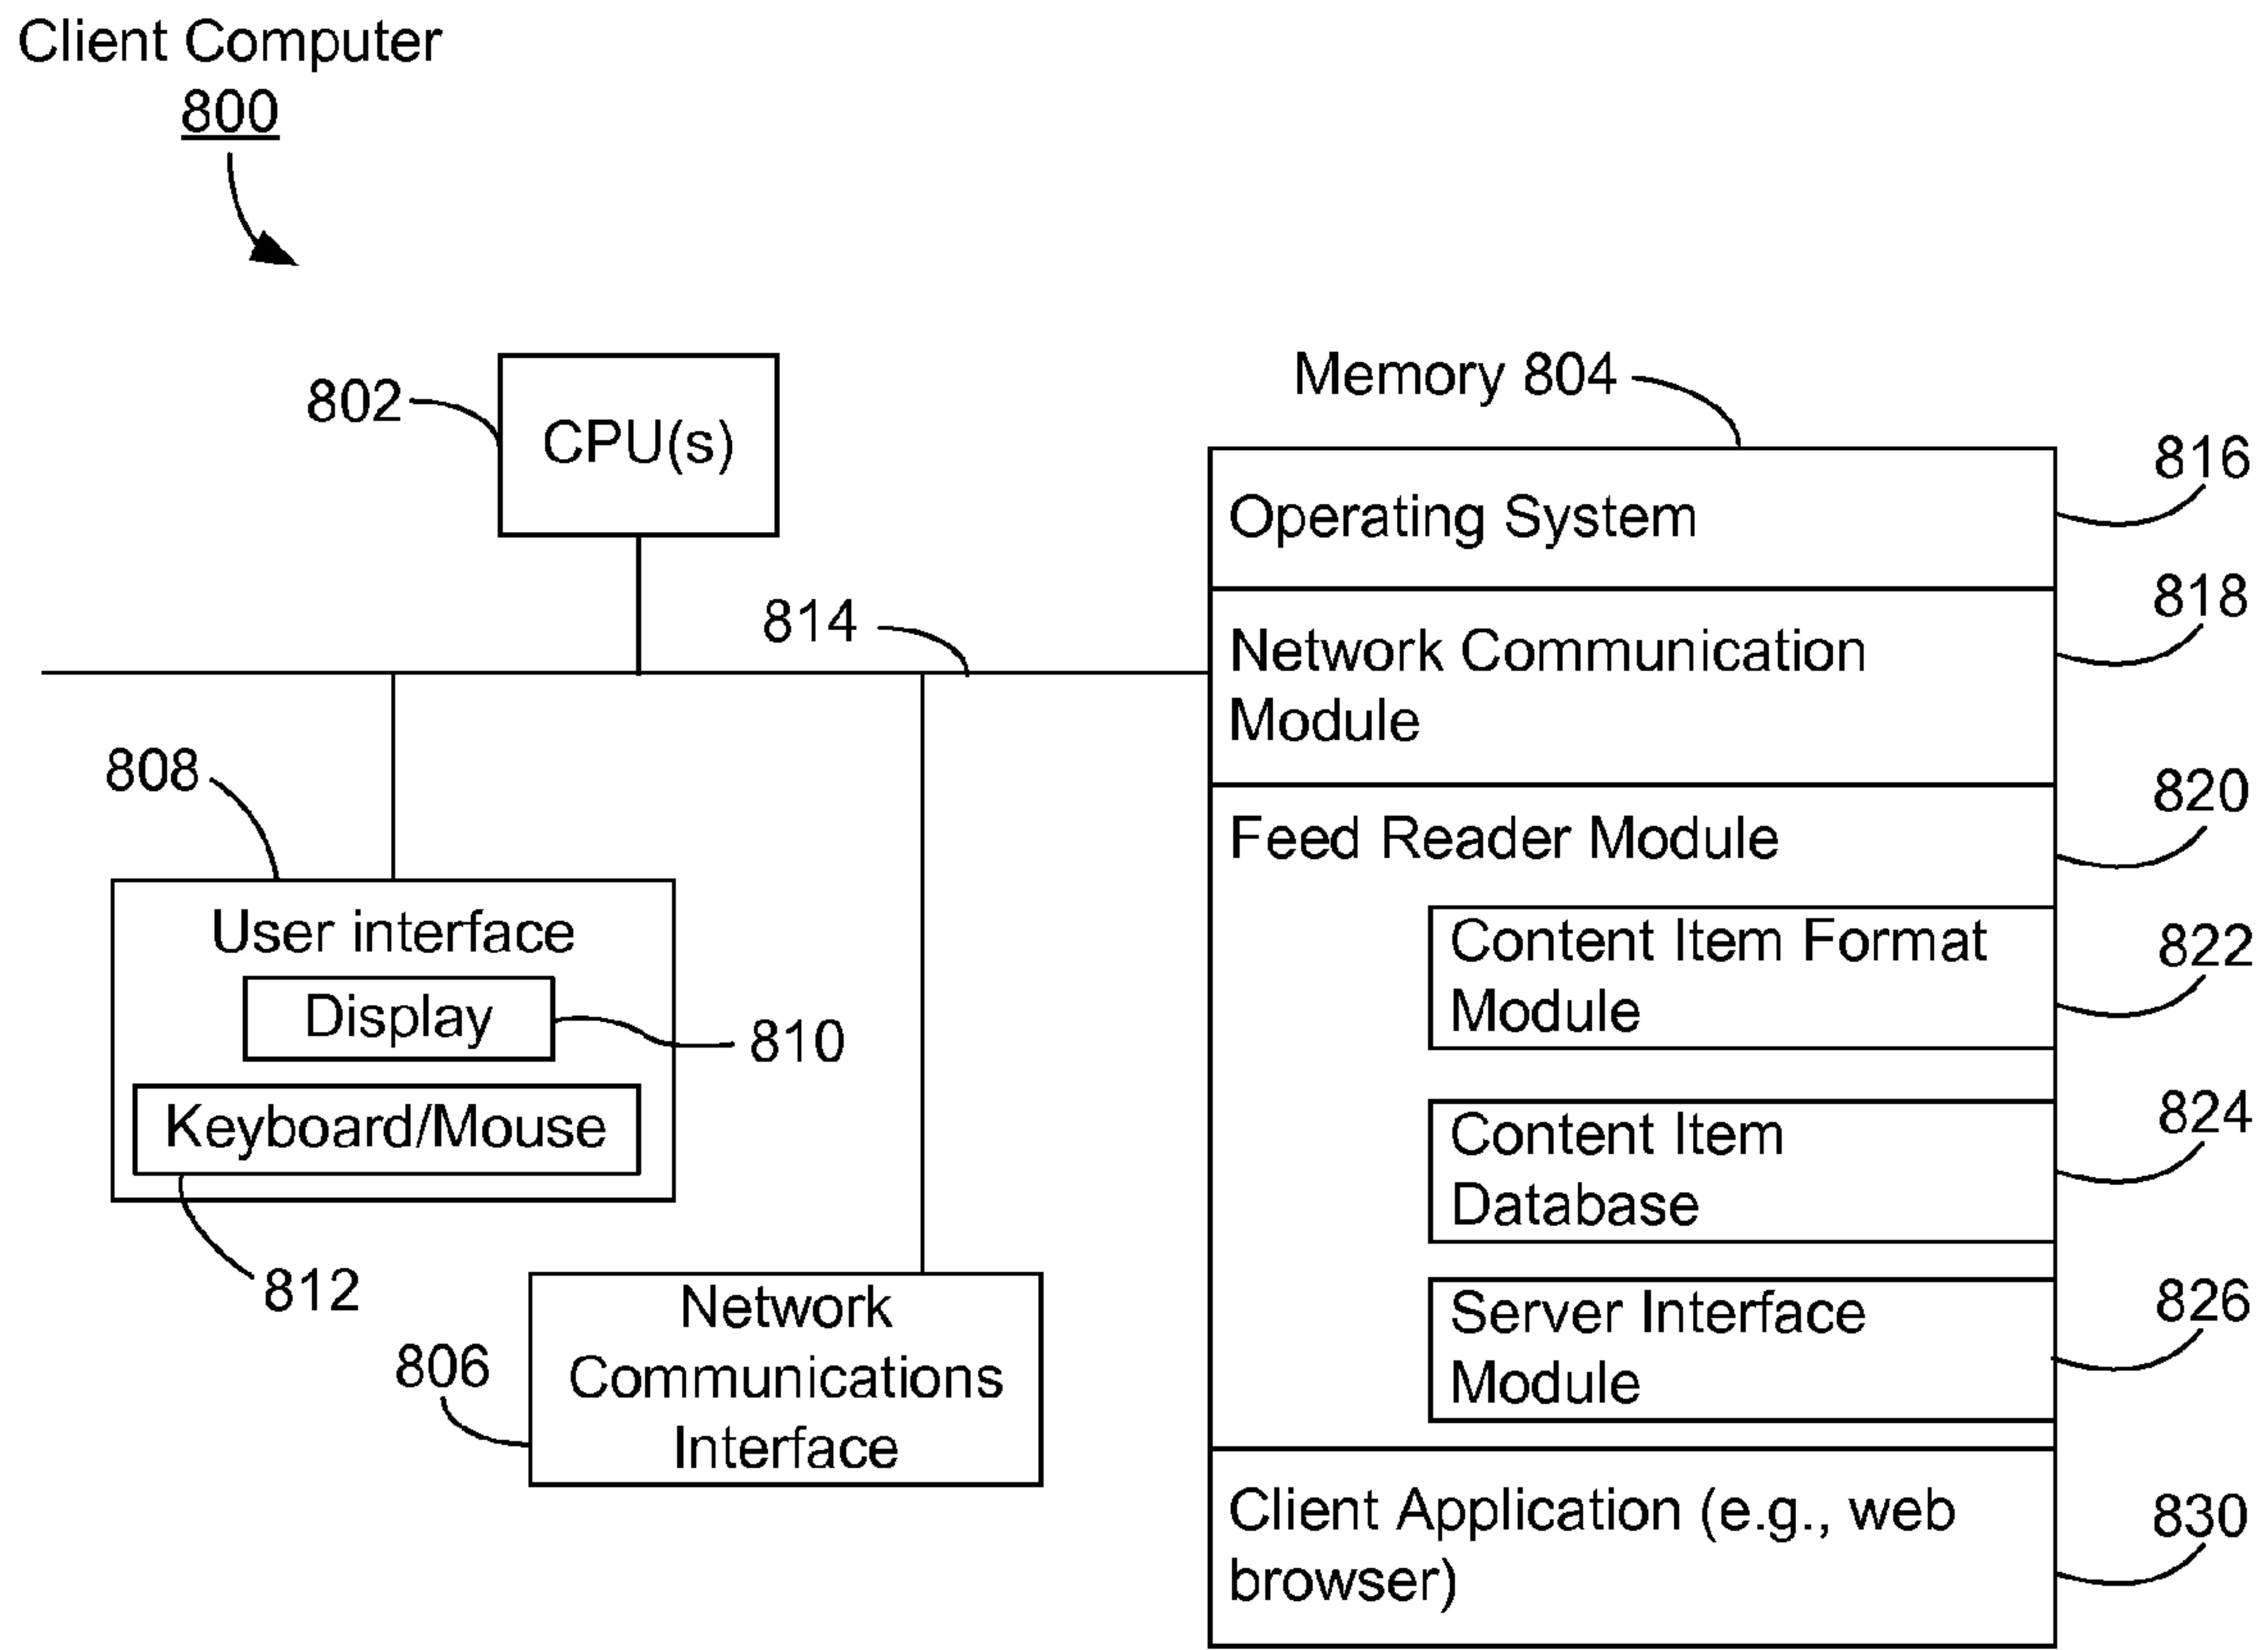 Client Computer
800
802
CPU(s)
Memory 804
816
Operating System
814
818
Network Communication
Module
808
820
Feed Reader Module
User interface
Display
810
Keyboard/Mouse
812
822
Content Item Format
Module
824
Content Item
Database
826
Server Interface
Module
806
Network
Communications
Interface
830
Client Application (e.g., web
browser)